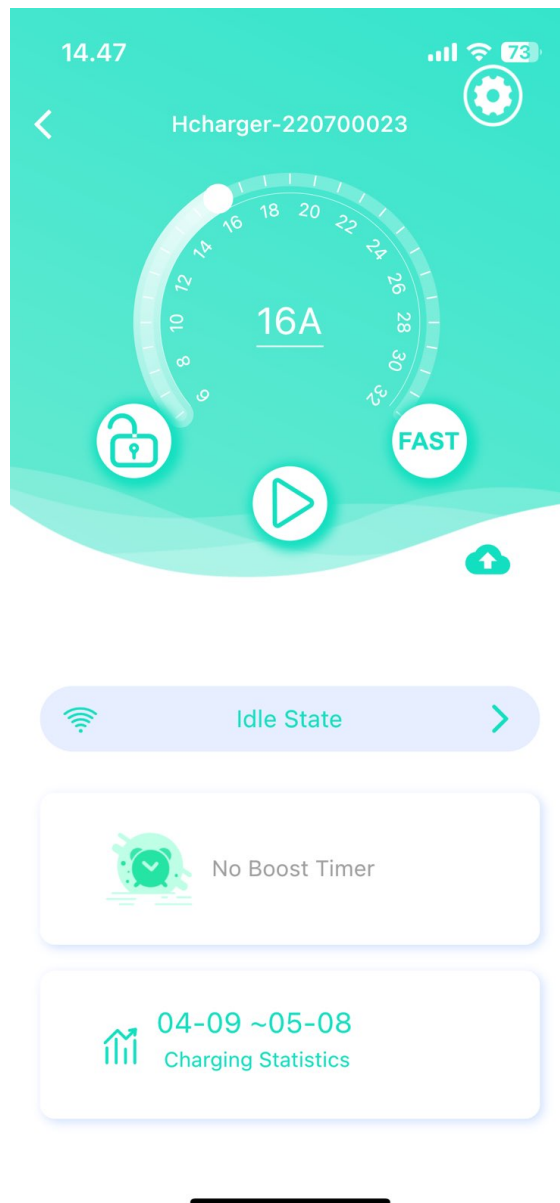 14.47
73
Hcharger-220700023
6
8
10
12
14
16
18
20
22
24
26
28
30
32
16A
FAST
Idle State
No Boost Timer
04-09 ~05-08
Charging Statistics